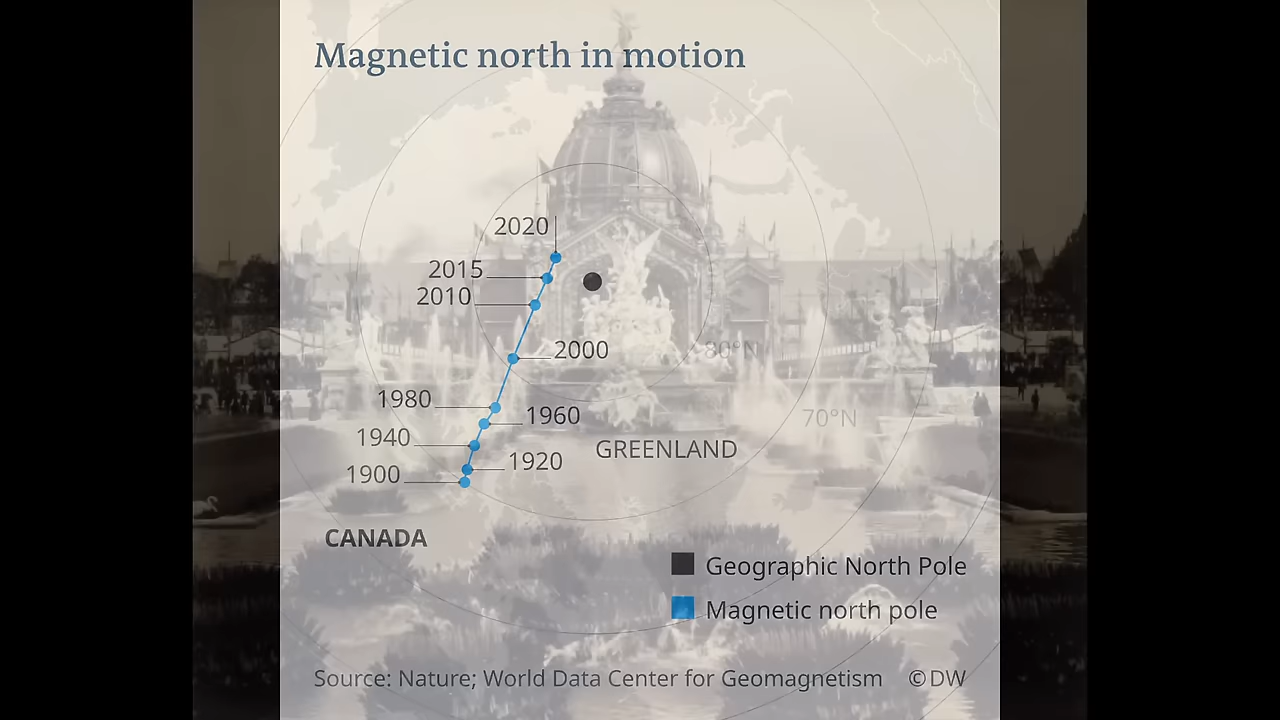 Magnetic north in motion
2020
2015
2010
2000
80°N
1980
1960
70°N
1940
GREENLAND
1920
1900
CANADA
Geographic North Pole
Magnetic north pole
Source: Nature; World Data Center for Geomagnetism ©DW